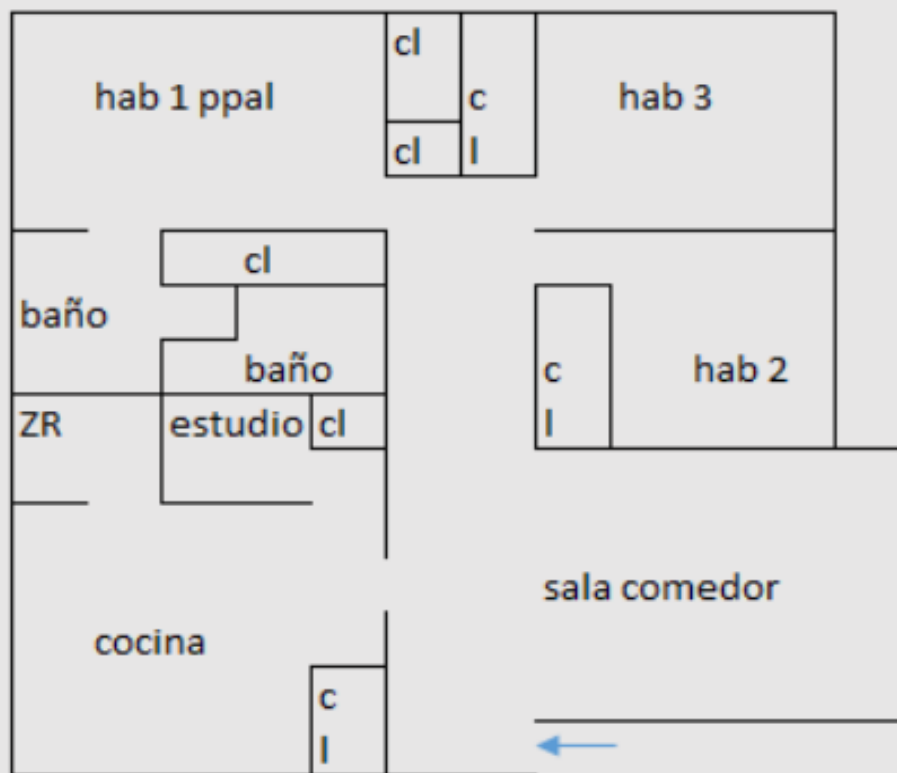 cl
hab 1 ppal
c
l
hab 3
cl
cl
baño
baño
c
l
hab 2
ZR
estudio
cl
sala comedor
cocina
c
l